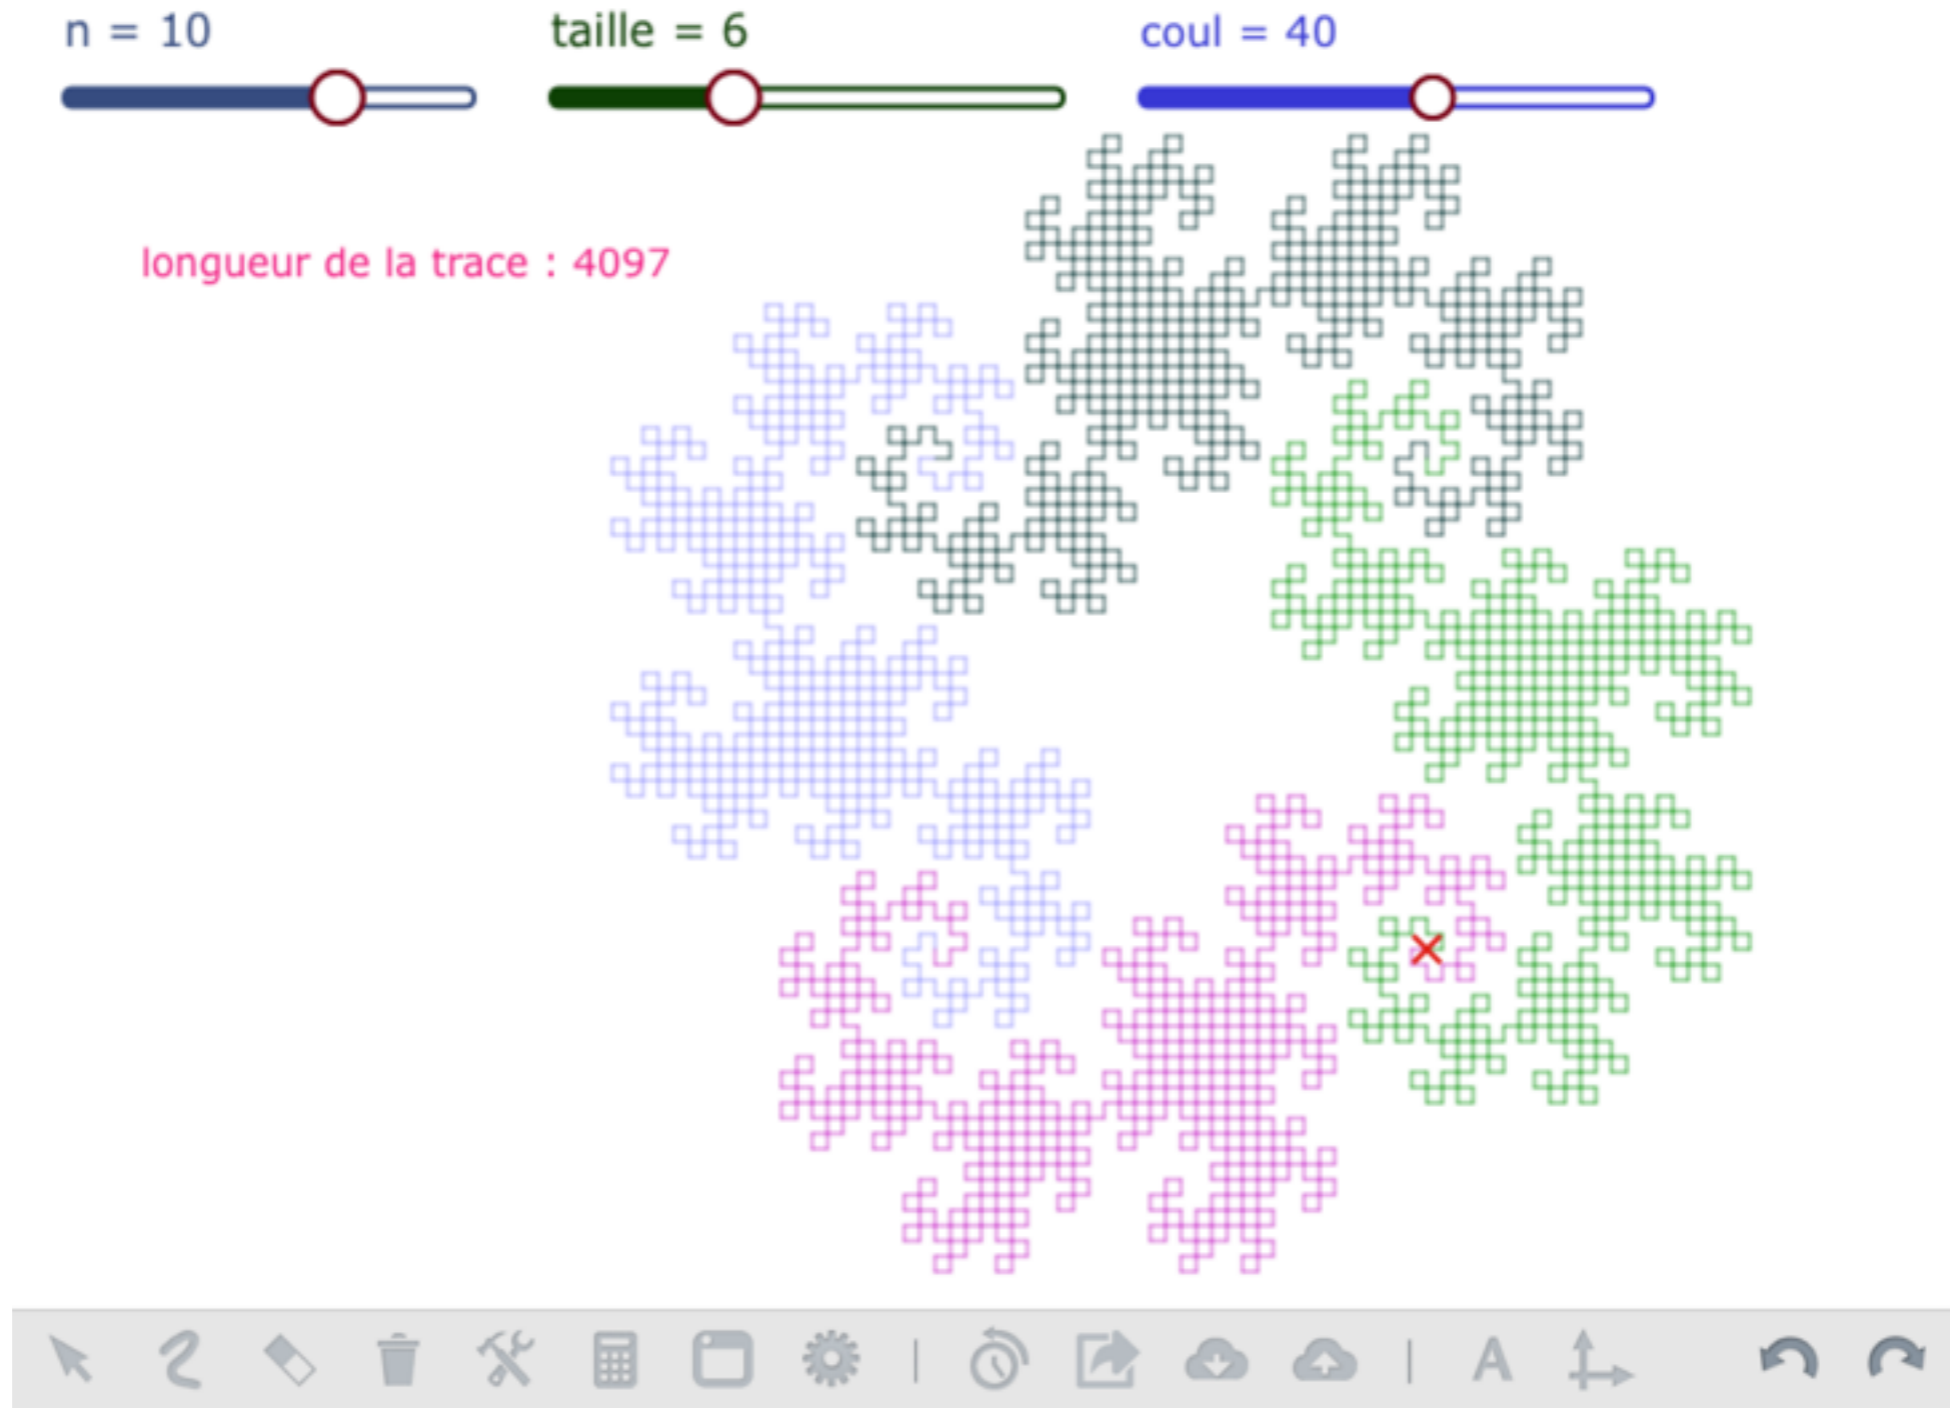 n = 10
taille = 6
coul = 40
longueur de la trace : 4097
A